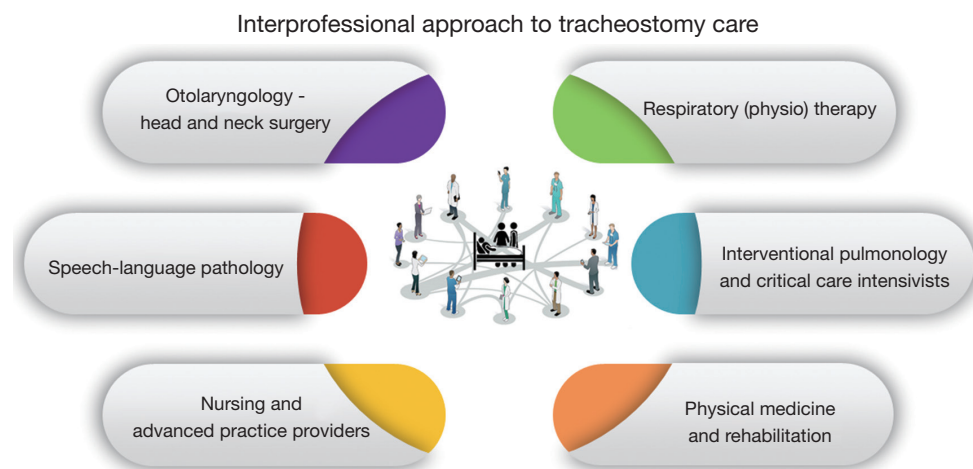 Interprofessional approach to tracheostomy care
Otolaryngology -
head and neck surgery
Respiratory (physio) therapy
Speech-language pathology
Interventional pulmonology
and critical care intensivists
Nursing and
advanced practice providers
Physical medicine
and rehabilitation